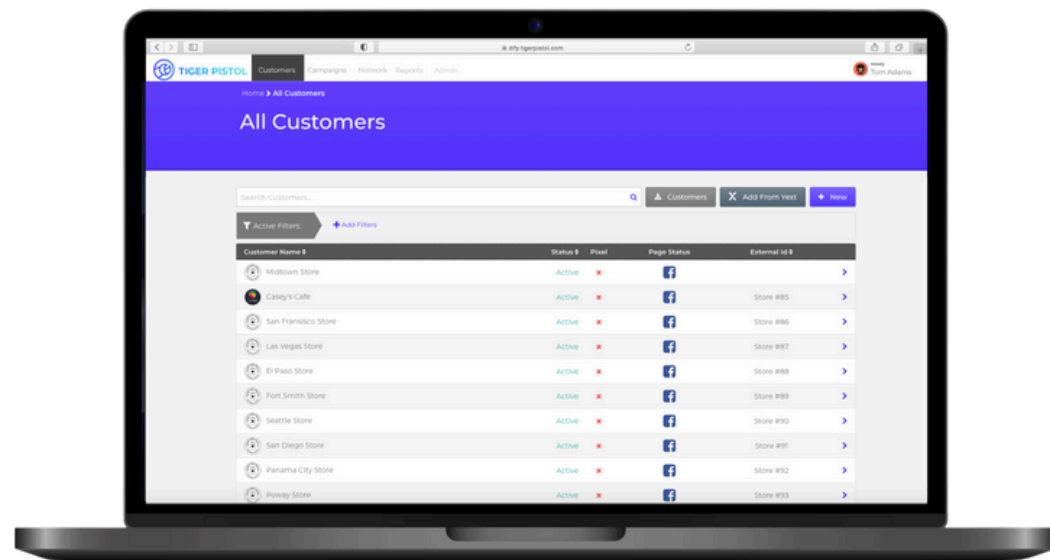 dify.tigerpistol.com
TIGER PISTOL Customers Campaigns Network Reports Admin
Howdy
Tom Adams
Home > All Customers
All Customers
Search Customers... Customers Add From Yext + New
Active Filters + Add Filters
Customer Name Status Pixel Page Status External Id
Midtown Store Active
Casey's Cafe Active Store #85
San Fransisco Store Active Store #86
Las Vegas Store Active Store #87
El Paso Store Active Store #88
Fort Smith Store Active Store #89
Seattle Store Active Store #90
San Diego Store Active Store #91
Panama City Store Active Store #92
Poway Store Active Store #93